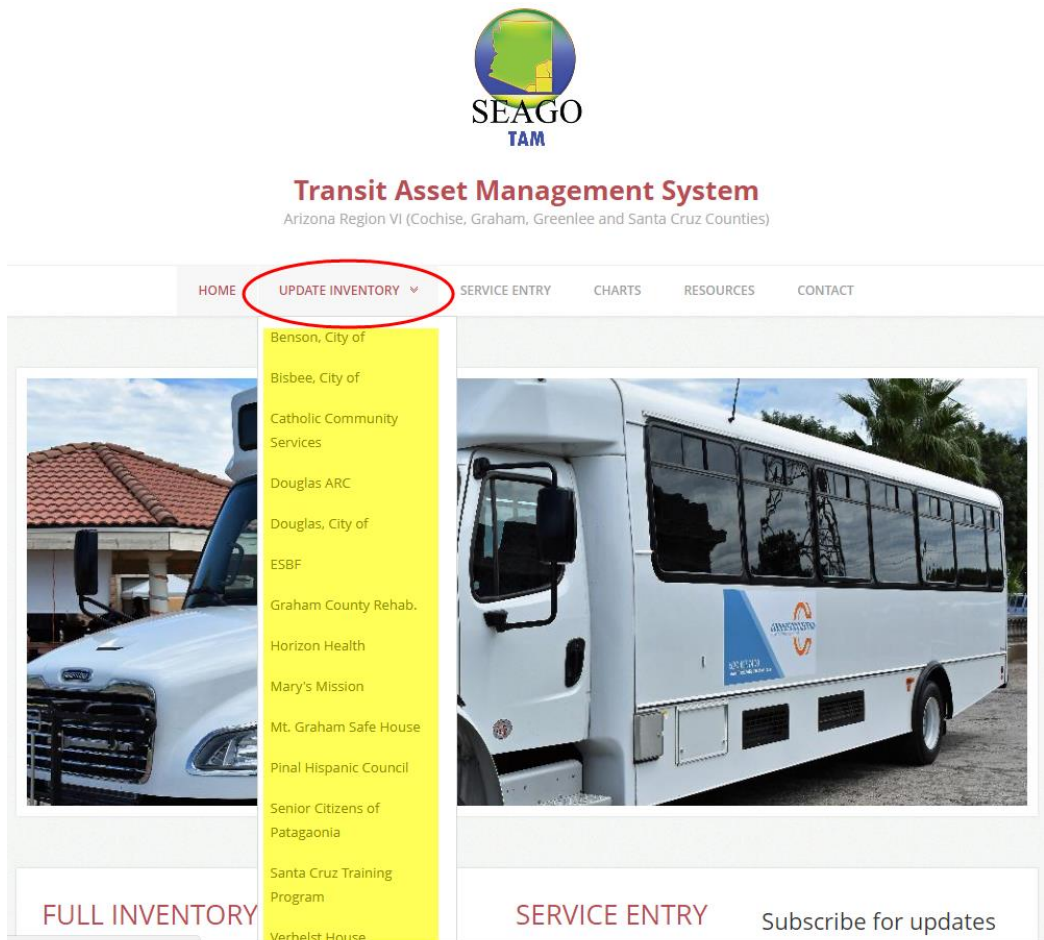 SEAGO
TAM
Transit Asset Management System
Arizona Region VI (Cochise, Graham, Greenlee and Santa Cruz Counties)
HOME UPDATE INVENTORY SERVICE ENTRY CHARTS RESOURCES CONTACT
Benson, City of
Bisbee, City of
Catholic Community
Services
Douglas ARC
Douglas, City of
ESBF
Graham County Rehab.
Horizon Health
Mary's Mission
Mt. Graham Safe House
Pinal Hispanic Council
Senior Citizens of
Patagaonia
Santa Cruz Training
Program
Verhelst House
FULL INVENTORY SERVICE ENTRY Subscribe for updates